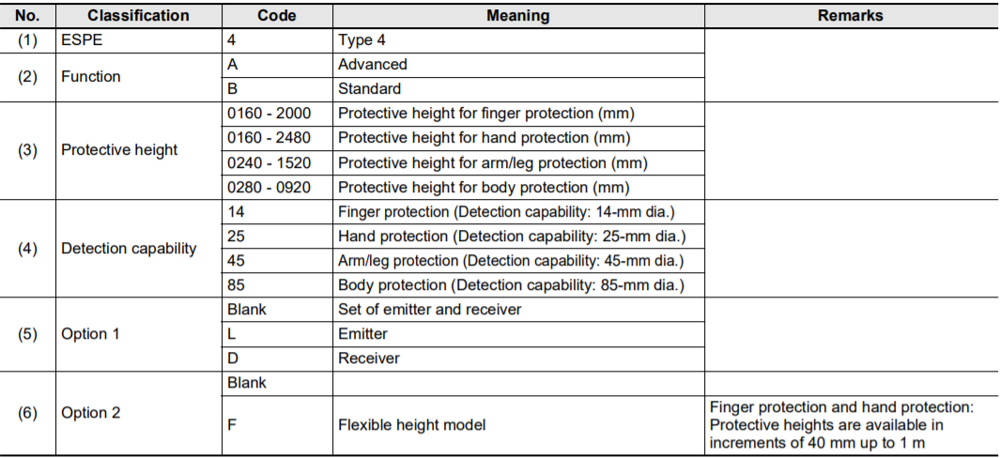 No. Classification Code Meaning Remarks
(1) ESPE 4 Type 4
(2) Function A Advanced
B Standard
(3) Protective height 0160 - 2000 Protective height for finger protection (mm)
0160 - 2480 Protective height for hand protection (mm)
0240 - 1520 Protective height for arm/leg protection (mm)
0280 - 0920 Protective height for body protection (mm)
(4) Detection capability 14 Finger protection (Detection capability: 14-mm dia.)
25 Hand protection (Detection capability: 25-mm dia.)
45 Arm/leg protection (Detection capability: 45-mm dia.)
85 Body protection (Detection capability: 85-mm dia.)
(5) Option 1 Blank Set of emitter and receiver
L Emitter
D Receiver
(6) Option 2 Blank
F Flexible height model Finger protection and hand protection:
Protective heights are available in
increments of 40 mm up to 1 m